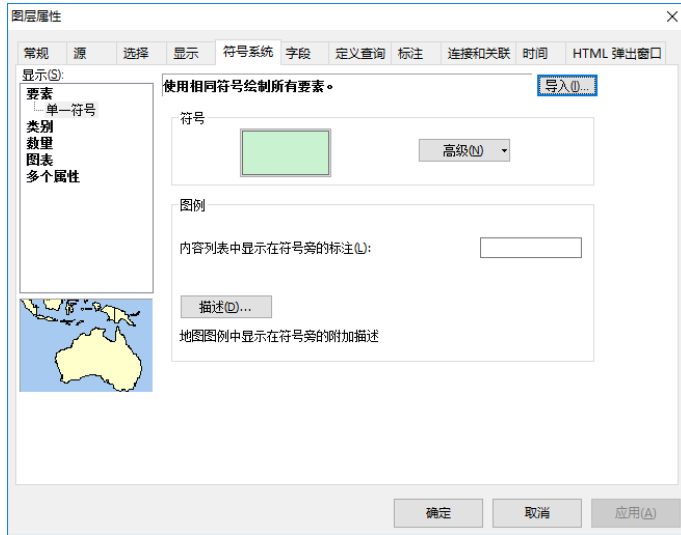 图层属性
常规 源 选择 显示 符号系统 字段 定义查询 标注 连接和关联 时间 HTML 弹出窗口
显示(S):
要素
单一符号
类别
数量
图表
多个属性
使用相同符号绘制所有要素。
导入(I)...
符号
高级(N)
图例
内容列表中显示在符号旁的标注(L):
描述(D)...
地图图例中显示在符号旁的附加描述
确定 取消 应用(A)